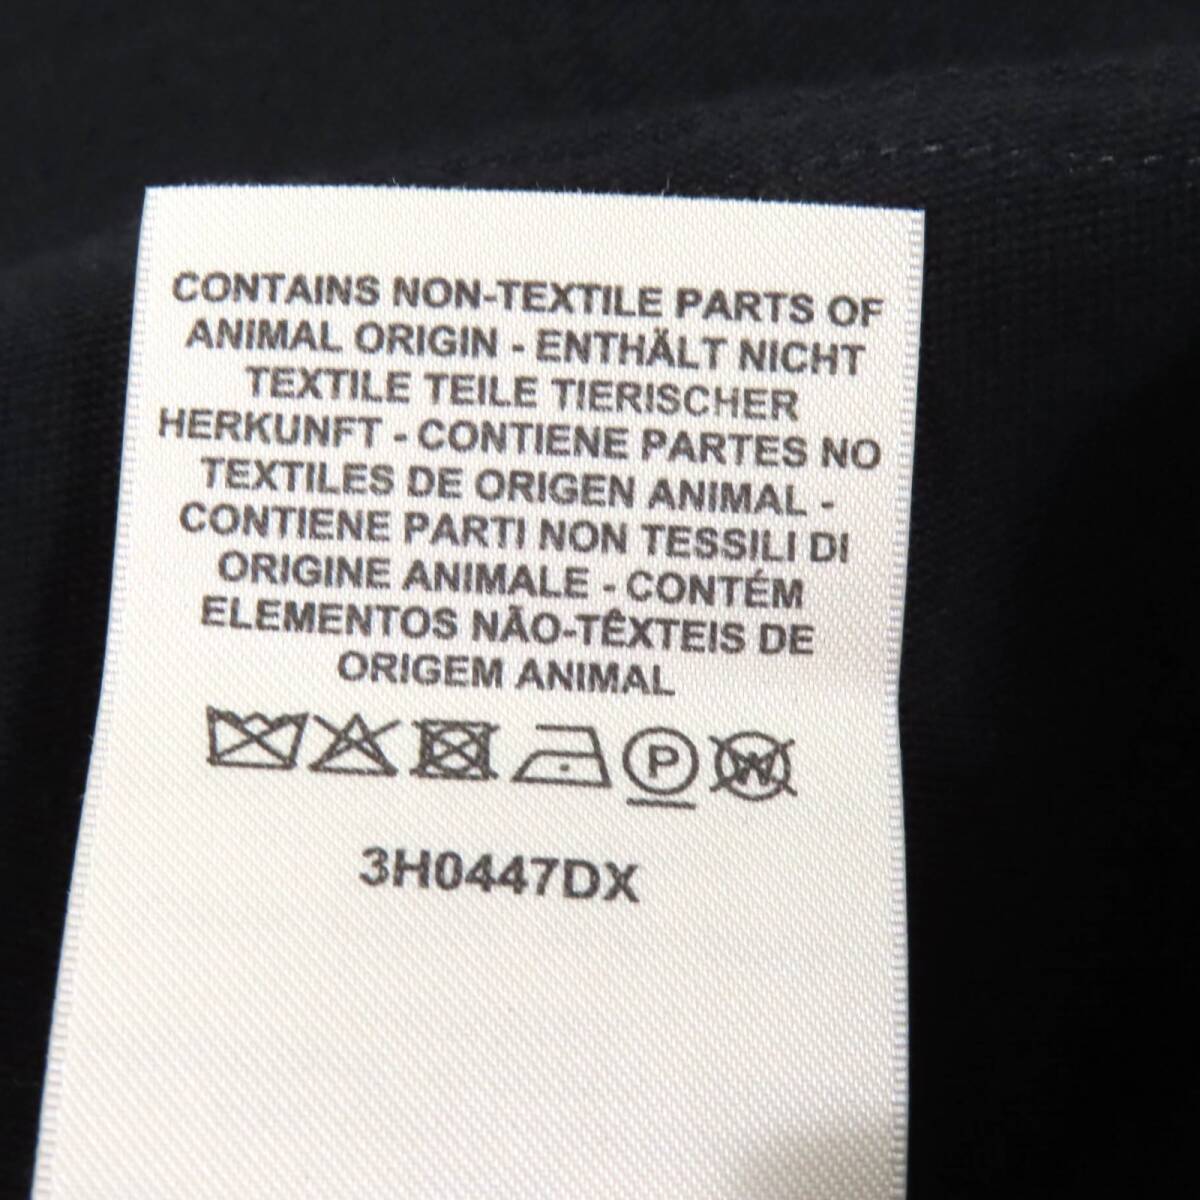 CONTAINS NON-TEXTILE PARTS OF
ANIMAL ORIGIN - ENTHÄLT NICHT
TEXTILE TEILE TIERISCHER
HERKUNFT - CONTIENE PARTES NO
TEXTILES DE ORIGEN ANIMAL -
CONTIENE PARTI NON TESSILI DI
ORIGINE ANIMALE - CONTÉM
ELEMENTOS NÃO-TÊXTEIS DE
ORIGEM ANIMAL
P W
3H0447DX